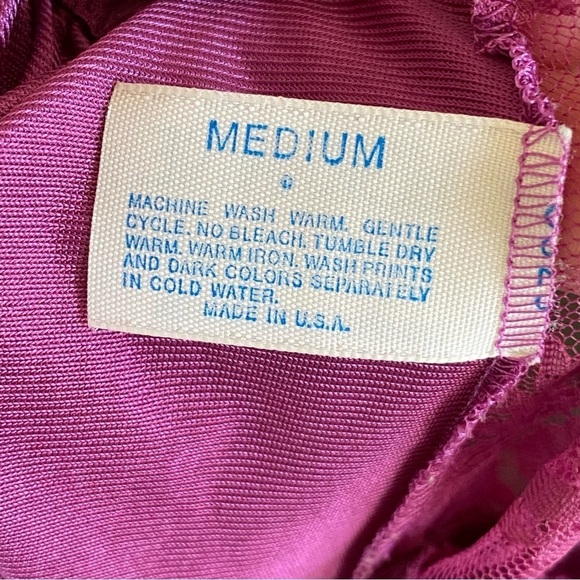 MEDIUM
MACHINE WASH WARM. GENTLE
CYCLE. NO BLEACH. TUMBLE DRY
WARM. WARM IRON. WASH PRINTS
AND DARK COLORS SEPARATELY
IN COLD WATER.
MADE IN U.S.A.